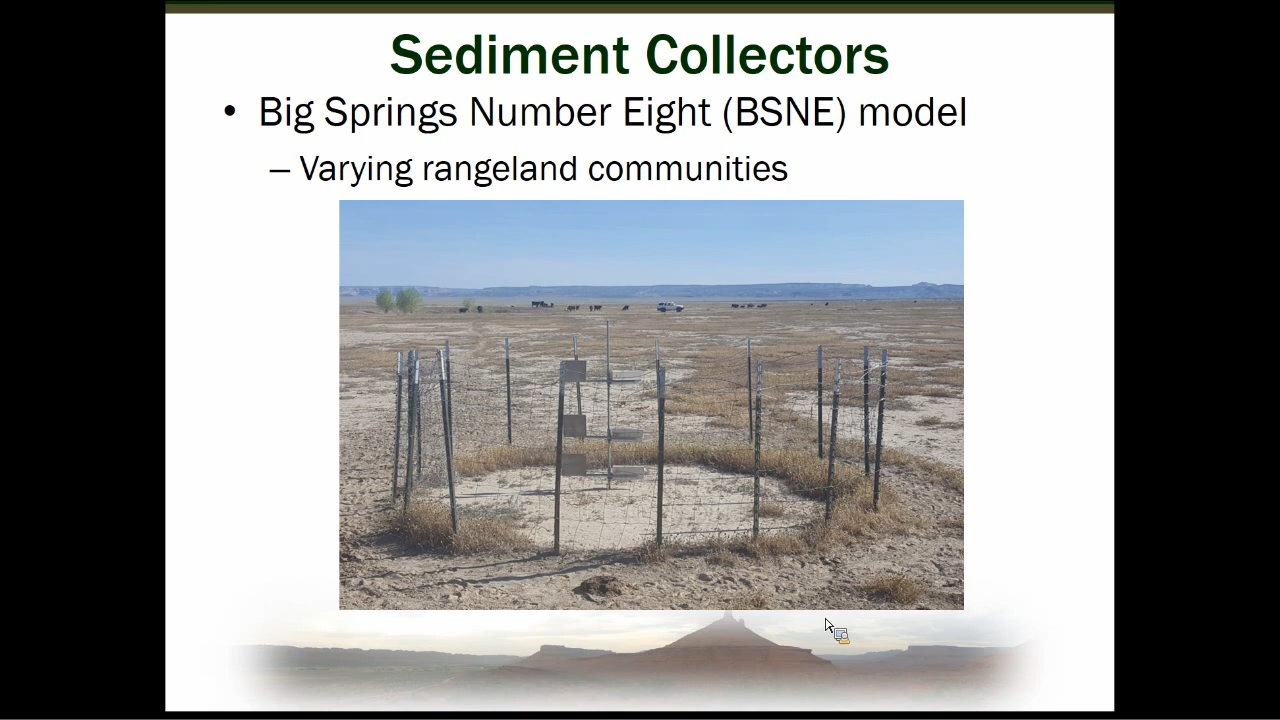 Sediment Collectors
• Big Springs Number Eight (BSNE) model
– Varying rangeland communities